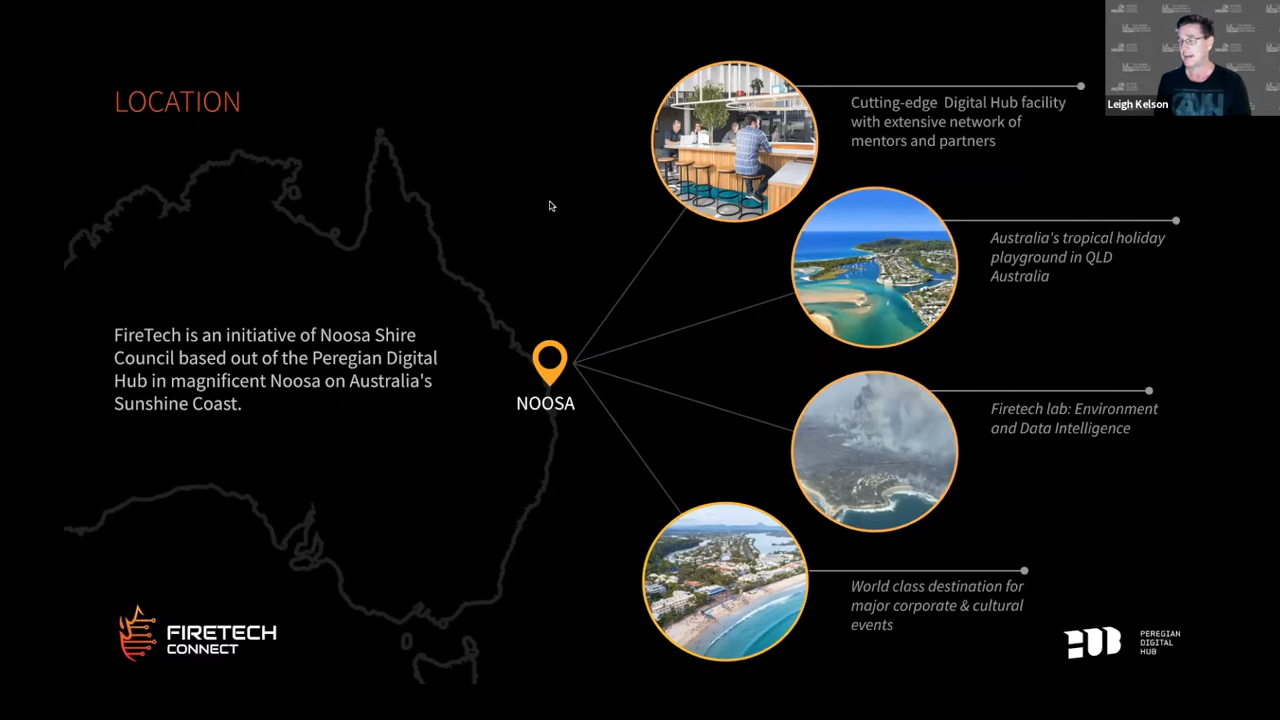 LOCATION
Cutting-edge Digital Hub facility
with extensive network of
mentors and partners
Leigh Kelson
Australia's tropical holiday
playground in QLD
Australia
FireTech is an initiative of Noosa Shire
Council based out of the Peregian Digital
Hub in magnificent Noosa on Australia's
Sunshine Coast.
NOOSA
Firetech lab: Environment
and Data Intelligence
World class destination for
major corporate & cultural
events
FIRETECH
CONNECT
HUB
PEREGIAN
DIGITAL
HUB